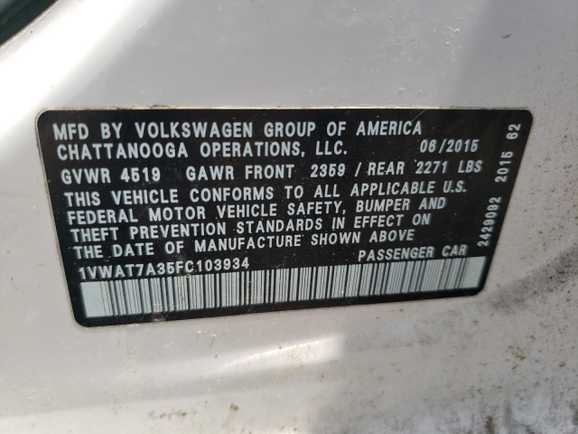 MFD BY VOLKSWAGEN GROUP OF AMERICA
CHATTANOOGA OPERATIONS, LLC. 06/2015
GVWR 4519 GAWR FRONT 2359 / REAR 2271 LBS
THIS VEHICLE CONFORMS TO ALL APPLICABLE U.S.
FEDERAL MOTOR VEHICLE SAFETY, BUMPER AND
THEFT PREVENTION STANDARDS IN EFFECT ON
THE DATE OF MANUFACTURE SHOWN ABOVE
1VWAT7A35FC103934 PASSENGER CAR
2429092 2015 62